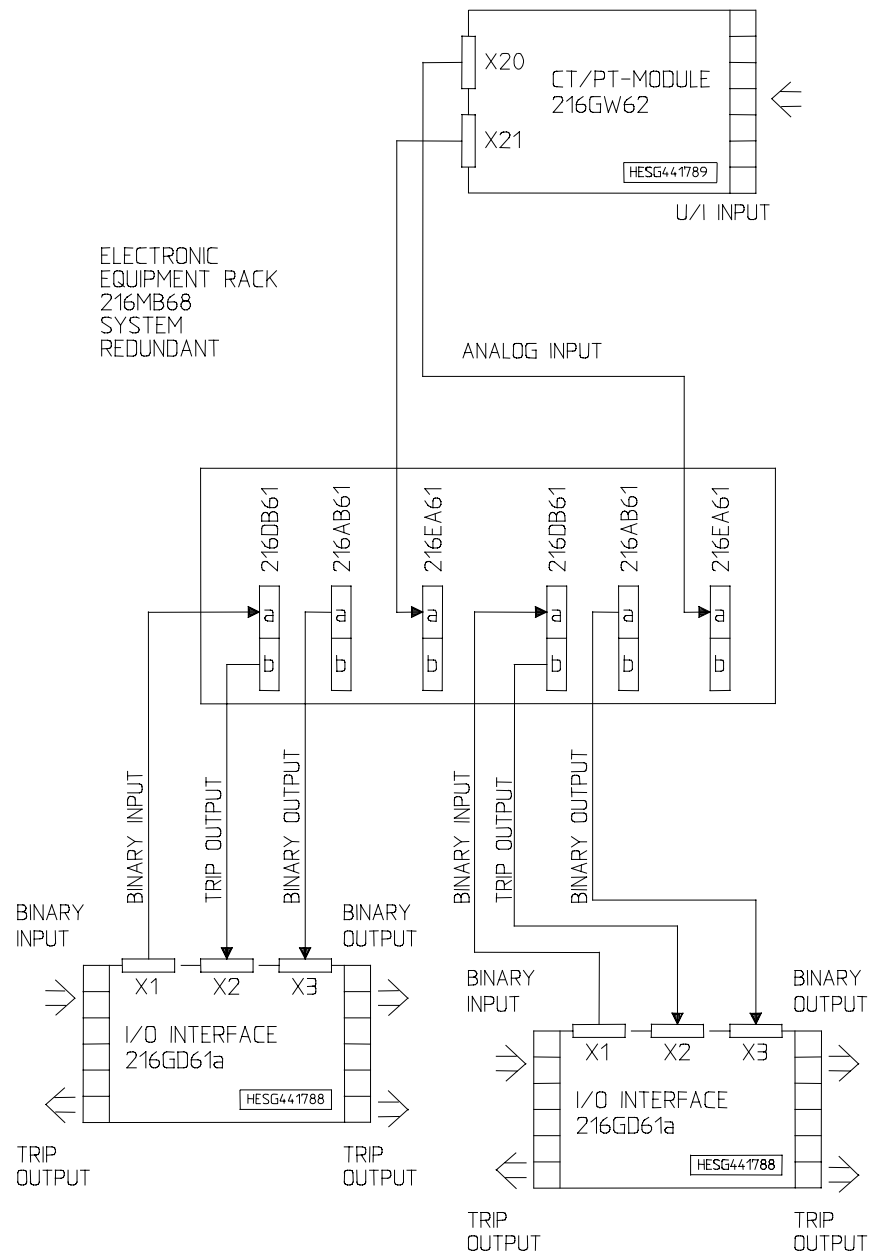 X20
CT/PT-MODULE
216GW62
X21
HESG441789
U/I INPUT
ELECTRONIC
EQUIPMENT RACK
216MB68
SYSTEM
REDUNDANT
ANALOG INPUT
216DB61
216AB61
216EA61
216DB61
216AB61
216EA61
a
a
a
a
a
a
b
b
b
b
b
b
BINARY INPUT
TRIP OUTPUT
BINARY OUTPUT
BINARY INPUT
TRIP OUTPUT
BINARY OUTPUT
BINARY
INPUT
BINARY
OUTPUT
X1
X2
X3
I/O INTERFACE
216GD61a
HESG441788
TRIP
OUTPUT
TRIP
OUTPUT
BINARY
INPUT
BINARY
OUTPUT
X1
X2
X3
I/O INTERFACE
216GD61a
HESG441788
TRIP
OUTPUT
TRIP
OUTPUT